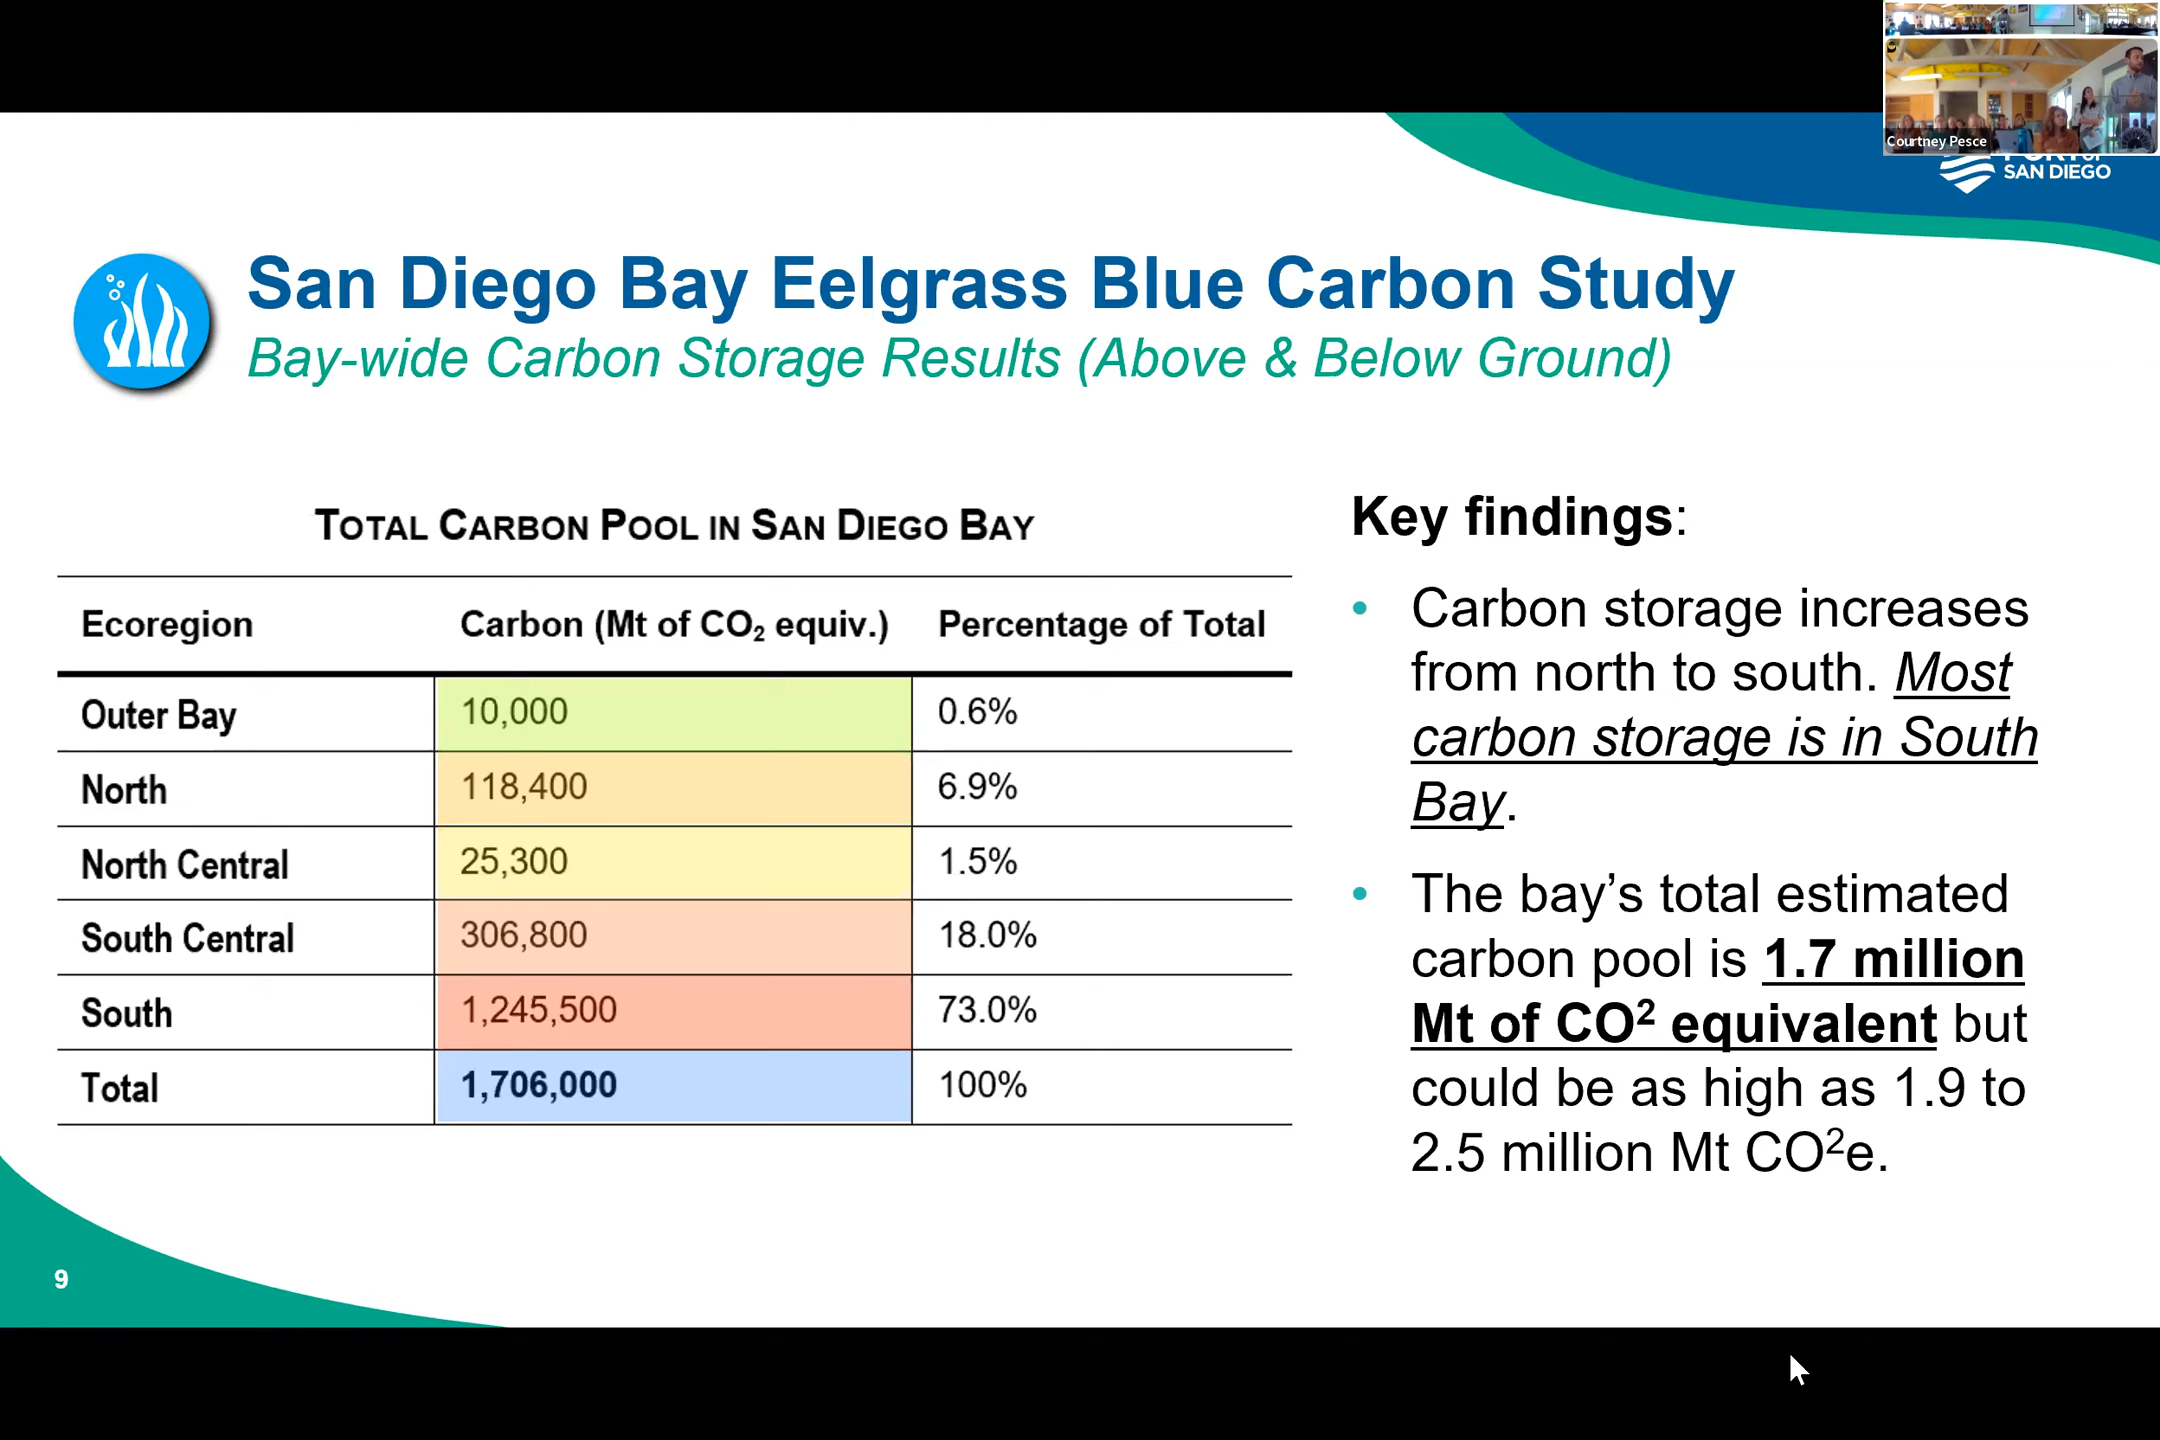 Courtney Pesce
SAN DIEGO
San Diego Bay Eelgrass Blue Carbon Study
Bay-wide Carbon Storage Results (Above & Below Ground)
TOTAL CARBON POOL IN SAN DIEGO BAY
Ecoregion Carbon (Mt of CO₂ equiv.) Percentage of Total
Outer Bay 10,000 0.6%
North 118,400 6.9%
North Central 25,300 1.5%
South Central 306,800 18.0%
South 1,245,500 73.0%
Total 1,706,000 100%
Key findings:
• Carbon storage increases
from north to south. Most
carbon storage is in South
Bay.
• The bay’s total estimated
carbon pool is 1.7 million
Mt of CO² equivalent but
could be as high as 1.9 to
2.5 million Mt CO²e.
9